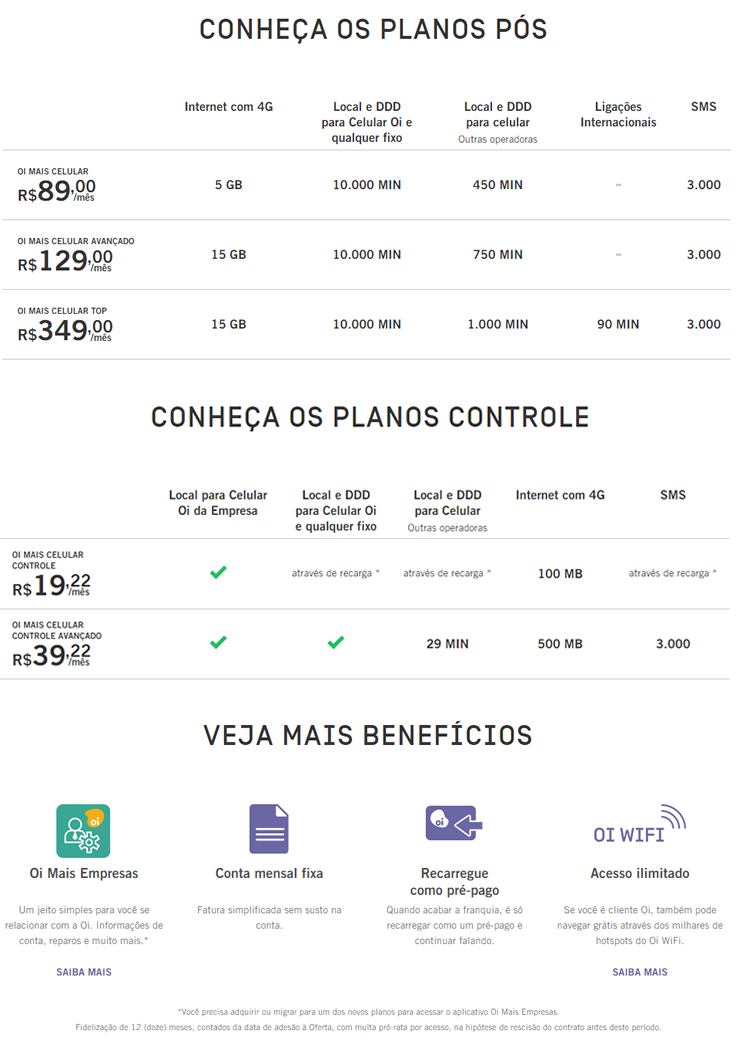 CONHEÇA OS PLANOS PÓS
Internet com 4G
Local e DDD
para Celular Oi e
qualquer fixo
Local e DDD
para celular
Outras operadoras
Ligações
Internacionais
SMS
OI MAIS CELULAR
R$89,00/mês
5 GB
10.000 MIN
450 MIN
-
3.000
OI MAIS CELULAR AVANÇADO
R$129,00/mês
15 GB
10.000 MIN
750 MIN
-
3.000
OI MAIS CELULAR TOP
R$349,00/mês
15 GB
10.000 MIN
1.000 MIN
90 MIN
3.000
CONHEÇA OS PLANOS CONTROLE
Local para Celular
Oi da Empresa
Local e DDD
para Celular Oi
e qualquer fixo
Local e DDD
para Celular
Outras operadoras
Internet com 4G
SMS
OI MAIS CELULAR
CONTROLE
R$19,22/mês
através de recarga *
através de recarga *
100 MB
através de recarga *
OI MAIS CELULAR
CONTROLE AVANÇADO
R$39,22/mês
29 MIN
500 MB
3.000
VEJA MAIS BENEFÍCIOS
oi
Oi Mais Empresas
Um jeito simples para você se
relacionar com a Oi. Informações de
conta, reparos e muito mais.*
SAIBA MAIS
Conta mensal fixa
Fatura simplificada sem susto na
conta.
oi
Recarregue
como pré-pago
Quando acabar a franquia, é só
recarregar como um pré-pago e
continuar falando.
OI WIFI
Acesso ilimitado
Se você é cliente Oi, também pode
navegar grátis através dos milhares de
hotspots do Oi WiFi.
SAIBA MAIS
*Você precisa adquirir ou migrar para um dos novos planos para acessar o aplicativo Oi Mais Empresas.
Fidelização de 12 (doze) meses, contados da data de adesão à Oferta, com multa pró-rata por acesso, na hipótese de rescisão do contrato antes deste período.